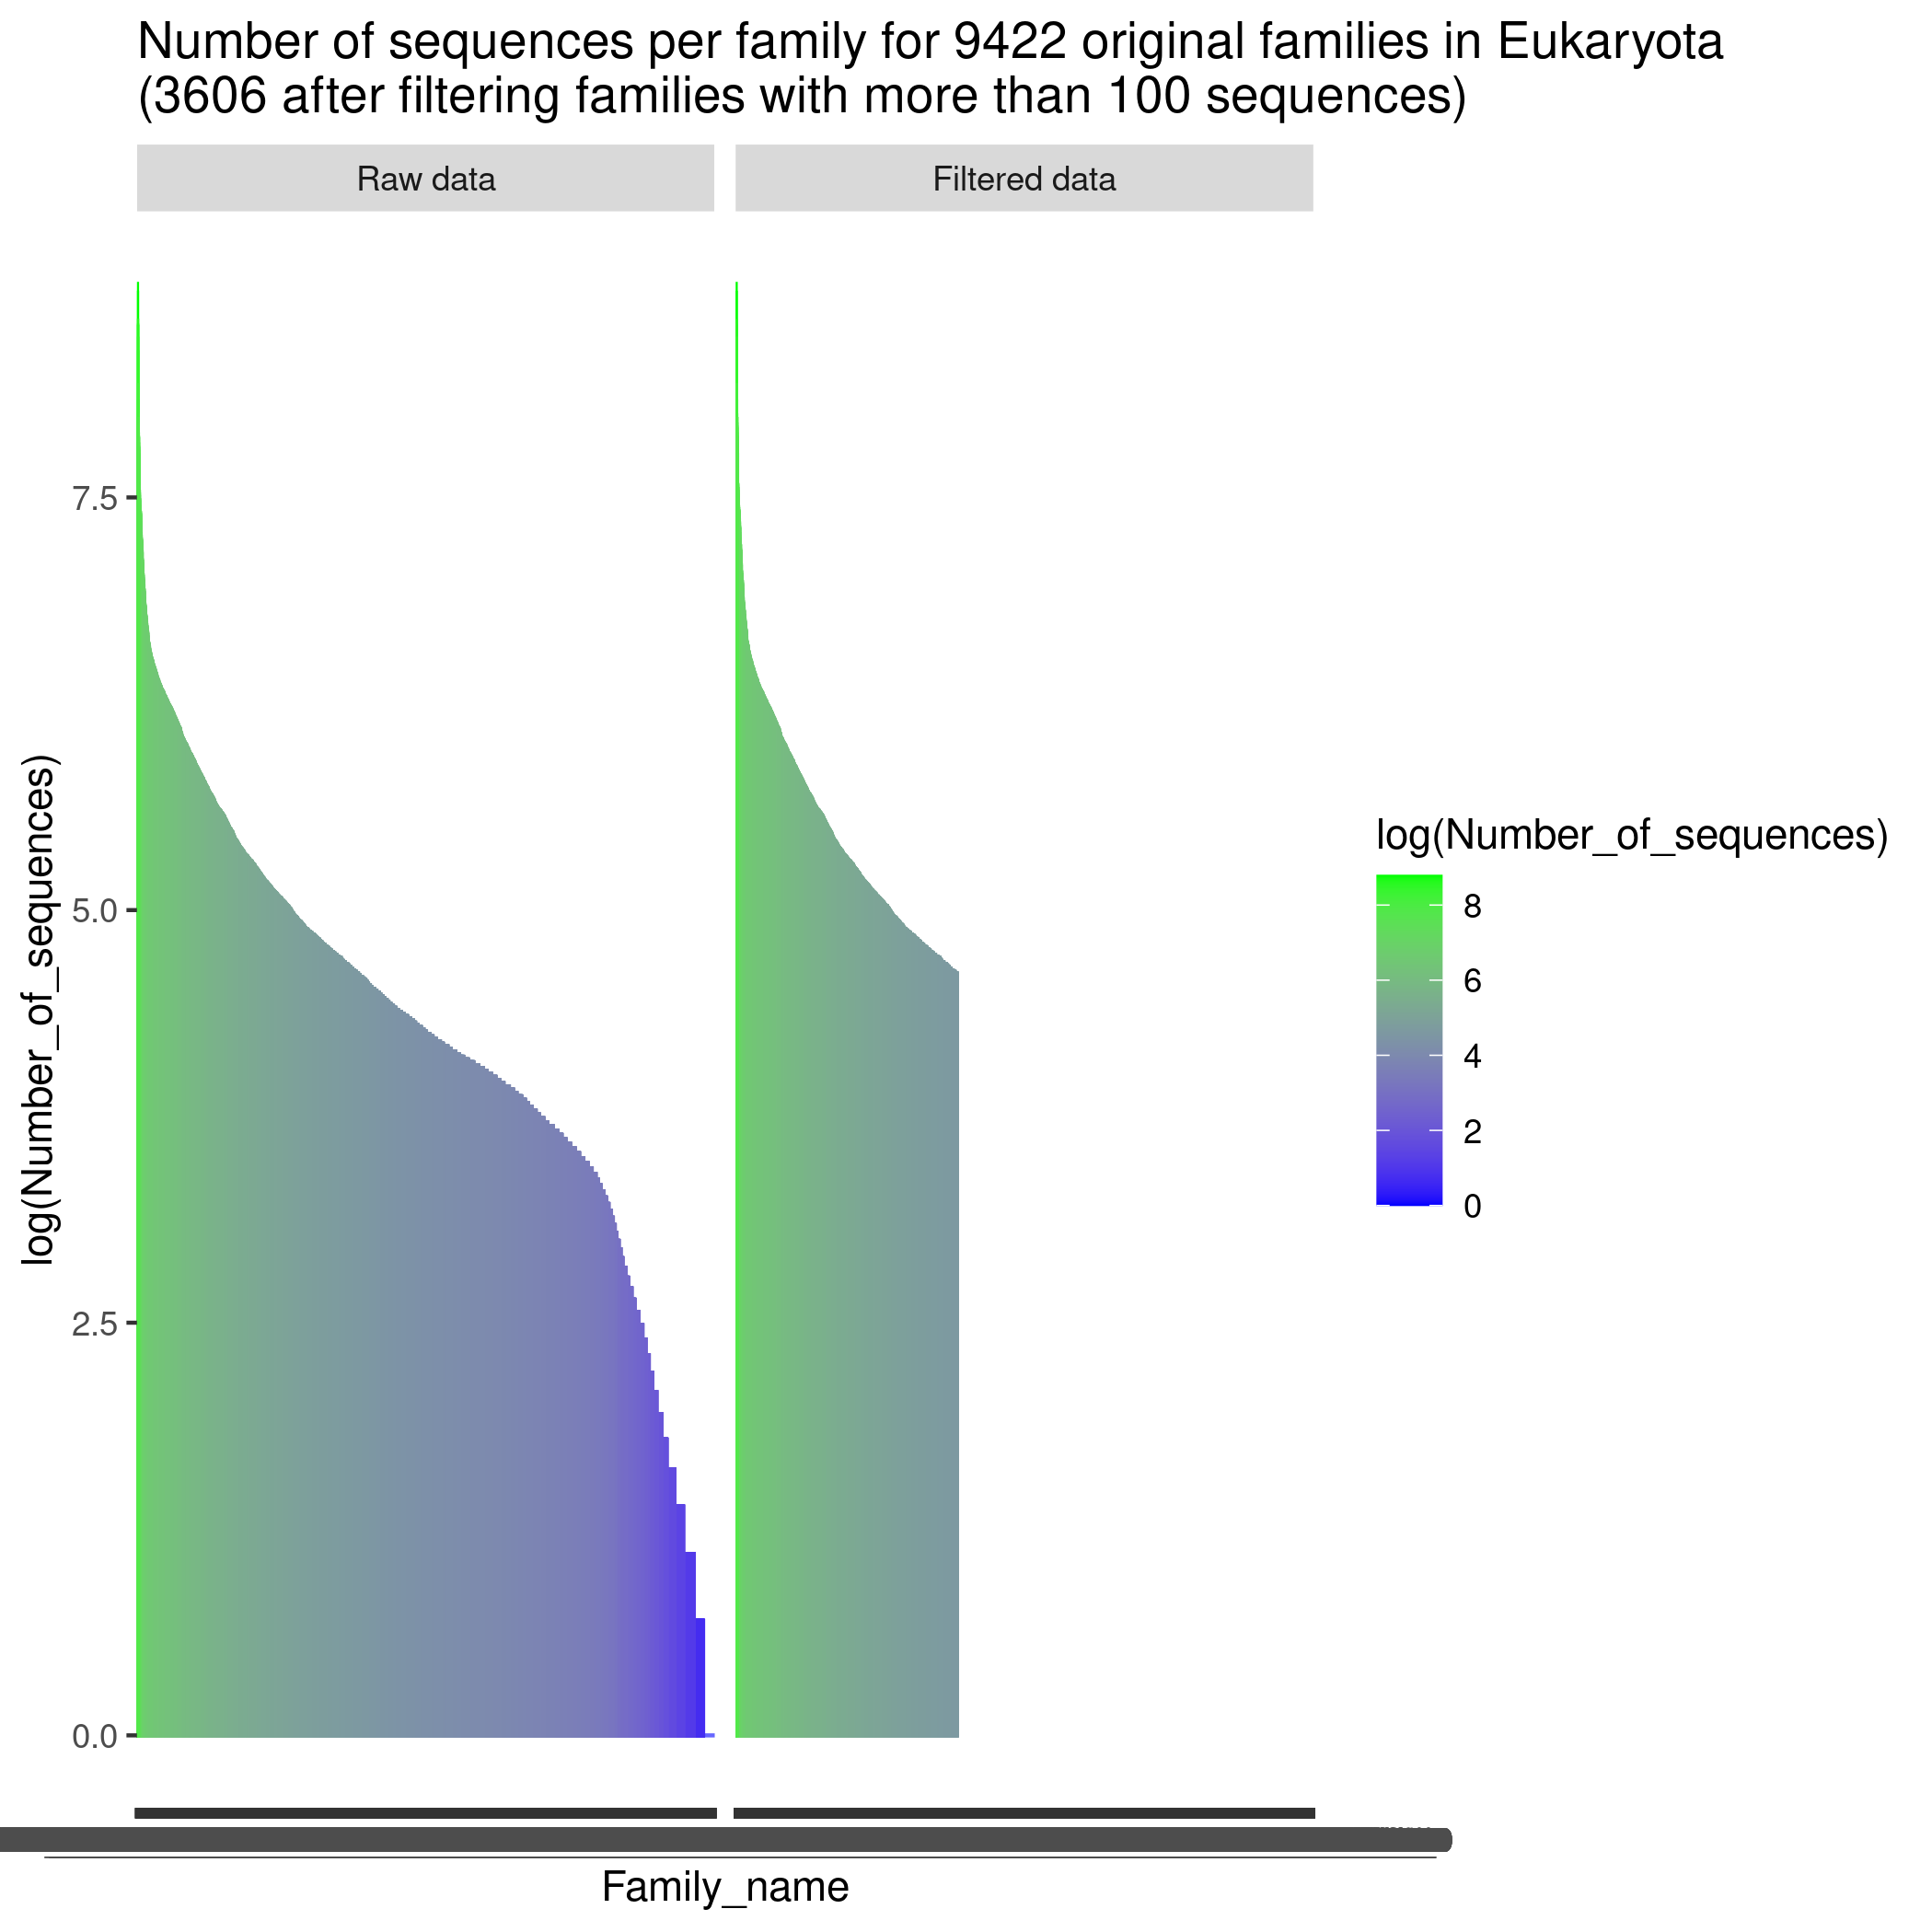 Number of sequences per family for 9422 original families in Eukaryota
(3606 after filtering families with more than 100 sequences)
Raw data
Filtered data
log(Number_of_sequences)
7.5
5.0
2.5
0.0
Family_name
log(Number_of_sequences)
8
6
4
2
0